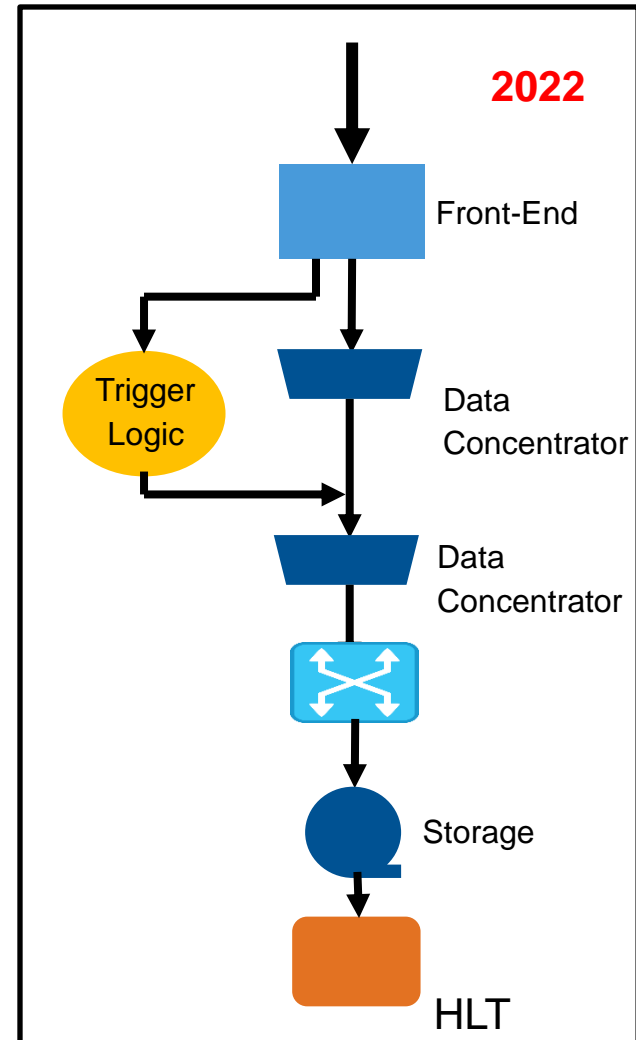 2022
Front-End
Trigger
Logic
Data
Concentrator
Data
Concentrator
Storage
HLT